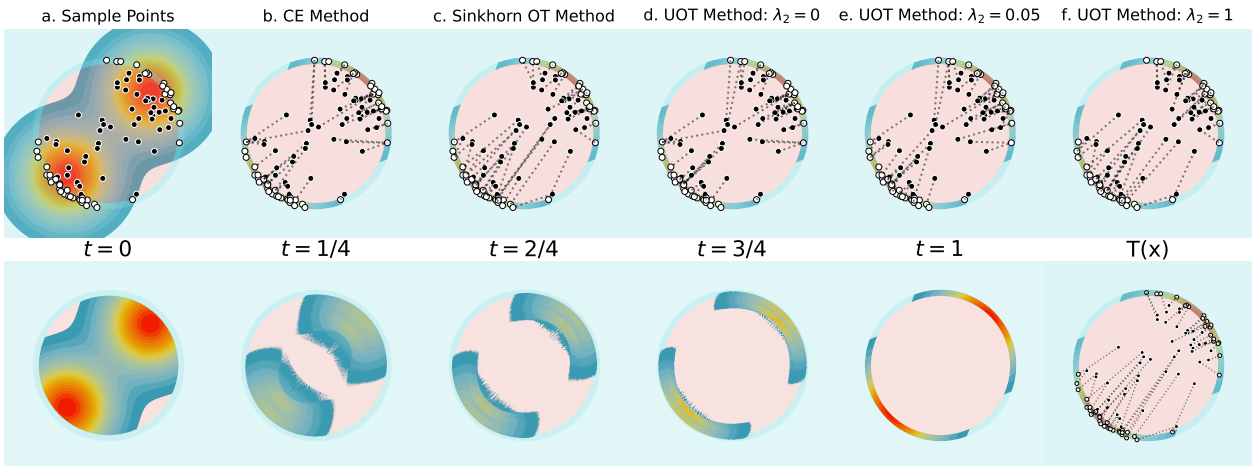 a. Sample Points
b. CE Method
c. Sinkhorn OT Method
d. UOT Method: λ₂ = 0
e. UOT Method: λ₂ = 0.05
f. UOT Method: λ₂ = 1
t = 0
t = 1/4
t = 2/4
t = 3/4
t = 1
T(x)